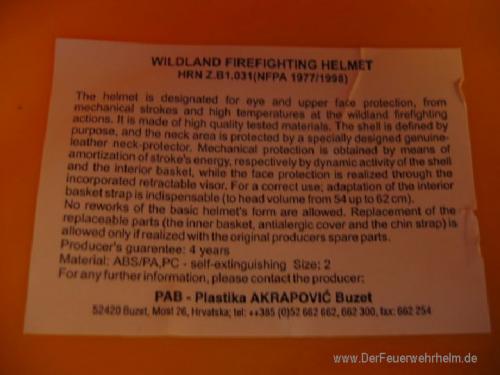 WILDLAND FIREFIGHTING HELMET
HRN Z.B1.031(NFPA 1977/1998)
The helmet is designated for eye and upper face protection, from
mechanical strokes and high temperatures at the wildland firefighting
actions. It is made of high quality tested materials. The shell is defined by
purpose, and the neck area is protected by a specially designed genuine-
leather neck-protector. Mechanical protection is obtained by means of
amortization of stroke's energy, respectively by dynamic activity of the shell
and the interior basket, while the face protection is realized through the
incorporated retractable visor. For a correct use; adaptation of the interior
basket strap is indispensable (to head volume from 54 up to 62 cm).
No reworks of the basic helmet's form are allowed. Replacement of the
replaceable parts (the inner basket, antialergic cover and the chin strap) is
allowed only if realized with the original producers spare parts.
Producer's guarentee: 4 years
Material: ABS/PA,PC - self-extinguishing Size: 2
For any further information, please contact the producer:
PAB - Plastika AKRAPOVIĆ Buzet
52420 Buzet, Most 26, Hrvatska; tel: ++385 (0)52 662 662, 662 300, fax: 662 254
www.DerFeuerwehrhelm.de